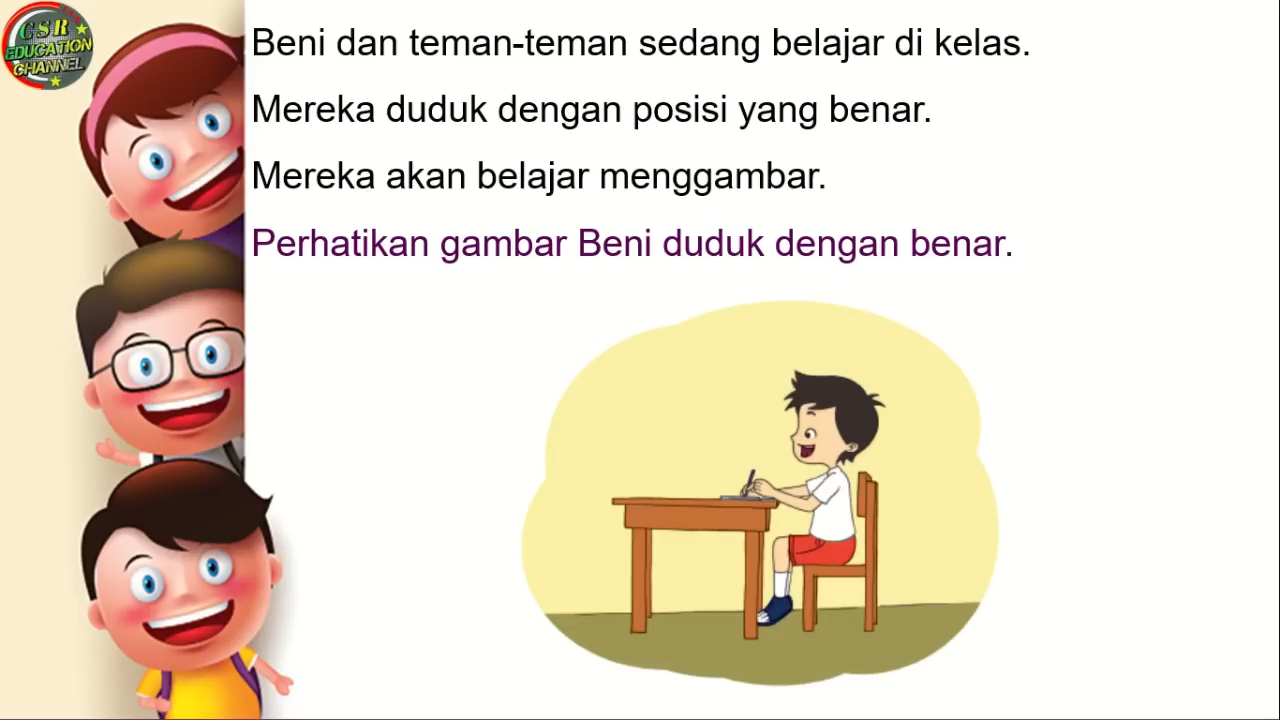 CSR
EDUCATION
CHANNEL
Beni dan teman-teman sedang belajar di kelas.
Mereka duduk dengan posisi yang benar.
Mereka akan belajar menggambar.
Perhatikan gambar Beni duduk dengan benar.